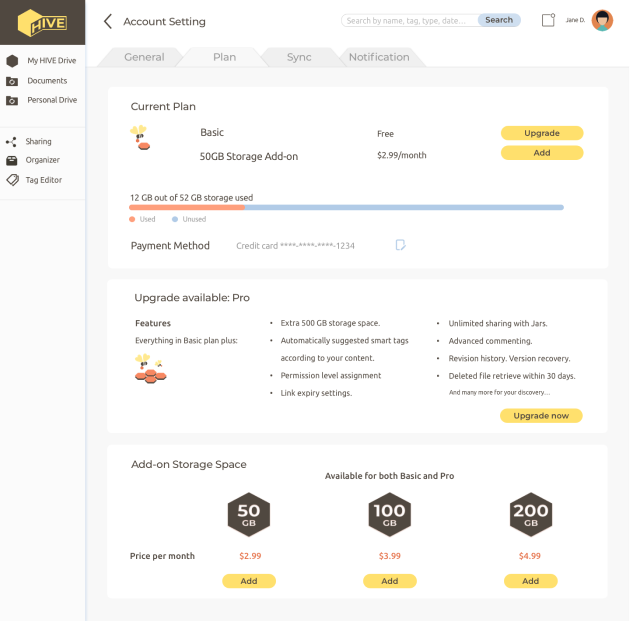 HIVE
Account Setting
Search by name, tag, type, date...
Search
Jane D.
My HIVE Drive
Documents
Personal Drive
Sharing
Organizer
Tag Editor
General
Plan
Sync
Notification
Current Plan
Basic
Free
Upgrade
50GB Storage Add-on
$2.99/month
Add
12 GB out of 52 GB storage used
Used
Unused
Payment Method
Credit card ****-****-****-1234
Upgrade available: Pro
Features
Everything in Basic plan plus:
• Extra 500 GB storage space.
• Automatically suggested smart tags
according to your content.
• Permission level assignment
• Link expiry settings.
• Unlimited sharing with Jars.
• Advanced commenting.
• Revision history. Version recovery.
• Deleted file retrieve within 30 days.
And many more for your discovery...
Upgrade now
Add-on Storage Space
Available for both Basic and Pro
50
GB
100
GB
200
GB
Price per month
$2.99
$3.99
$4.99
Add
Add
Add